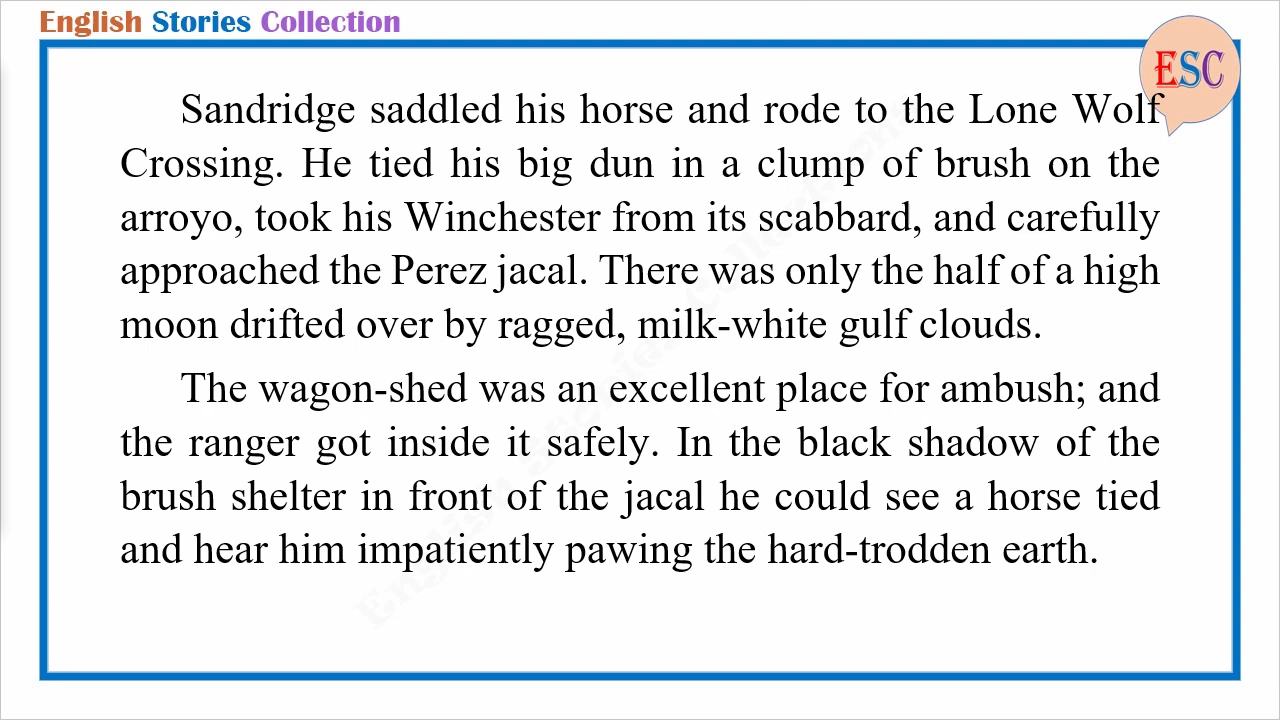 English Stories Collection
ESC
Sandridge saddled his horse and rode to the Lone Wolf
Crossing. He tied his big dun in a clump of brush on the
arroyo, took his Winchester from its scabbard, and carefully
approached the Perez jacal. There was only the half of a high
moon drifted over by ragged, milk-white gulf clouds.
The wagon-shed was an excellent place for ambush; and
the ranger got inside it safely. In the black shadow of the
brush shelter in front of the jacal he could see a horse tied
and hear him impatiently pawing the hard-trodden earth.